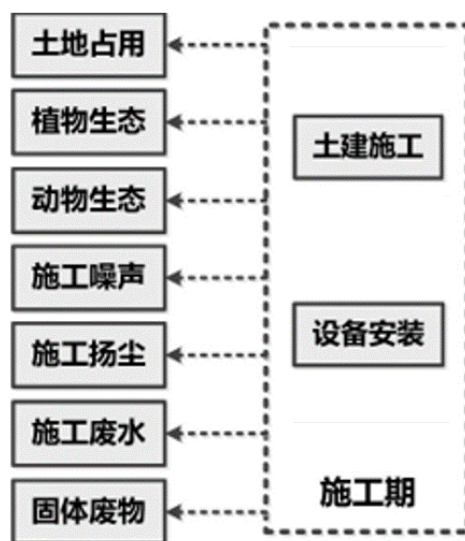 土地占用
植物生态
动物生态
施工噪声
施工扬尘
施工废水
固体废物
土建施工
设备安装
施工期